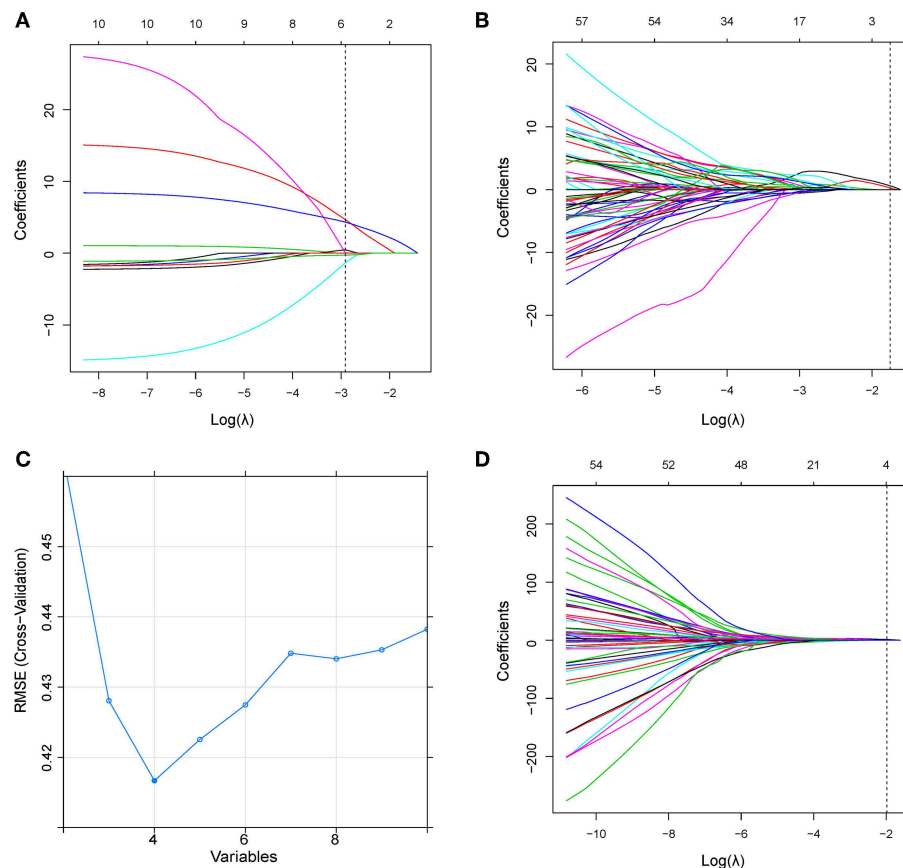 A
10 10 10 9 8 6 2
Coefficients
20
10
0
−10
−8 −7 −6 −5 −4 −3 −2
Log(λ)
B
57 54 34 17 3
Coefficients
20
10
0
−10
−20
−6 −5 −4 −3 −2
Log(λ)
C
RMSE (Cross-Validation)
0.45
0.44
0.43
0.42
4 6 8
Variables
D
54 52 48 21 4
Coefficients
200
100
0
−100
−200
−10 −8 −6 −4 −2
Log(λ)